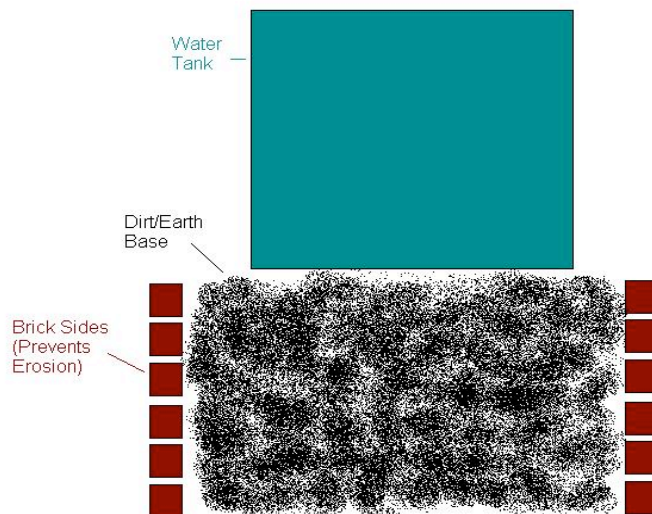 Water
Tank
Dirt/Earth
Base
Brick Sides
(Prevents
Erosion)